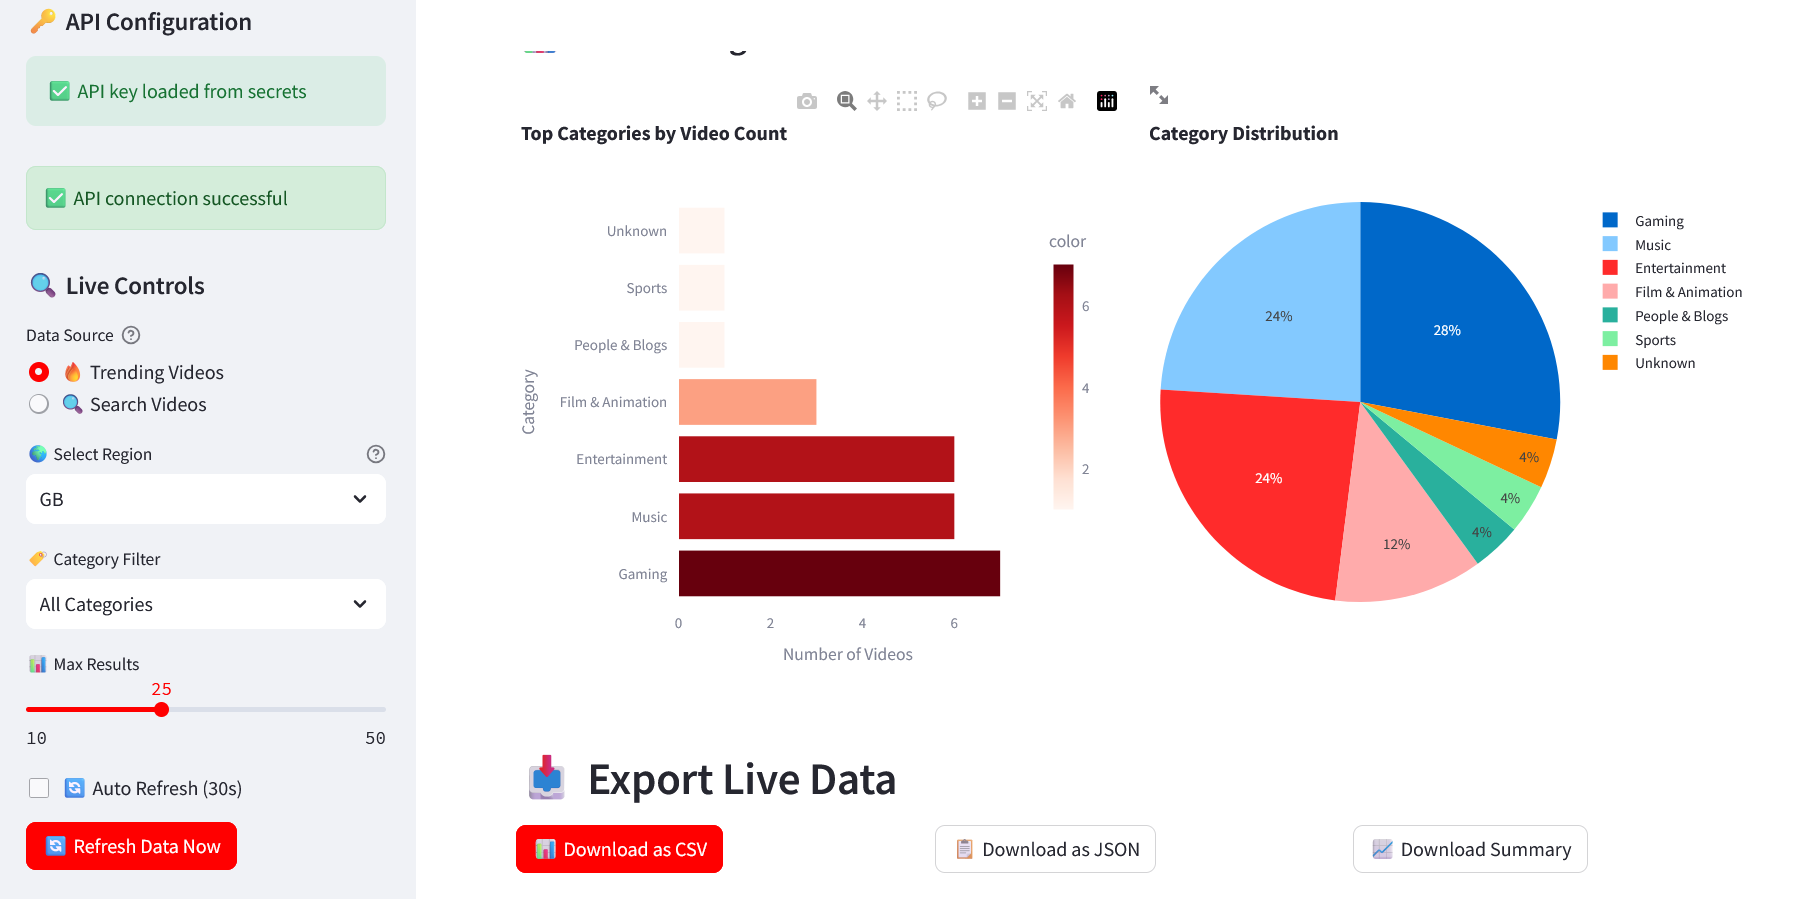 API Configuration
API key loaded from secrets
API connection successful
Live Controls
Data Source
Trending Videos
Search Videos
Select Region
GB
Category Filter
All Categories
Max Results
25
10
50
Auto Refresh (30s)
Refresh Data Now
Top Categories by Video Count
Category
Unknown
Sports
People & Blogs
Film & Animation
Entertainment
Music
Gaming
0
2
4
6
Number of Videos
color
6
4
2
Category Distribution
24%
28%
24%
12%
4%
4%
4%
Gaming
Music
Entertainment
Film & Animation
People & Blogs
Sports
Unknown
Export Live Data
Download as CSV
Download as JSON
Download Summary